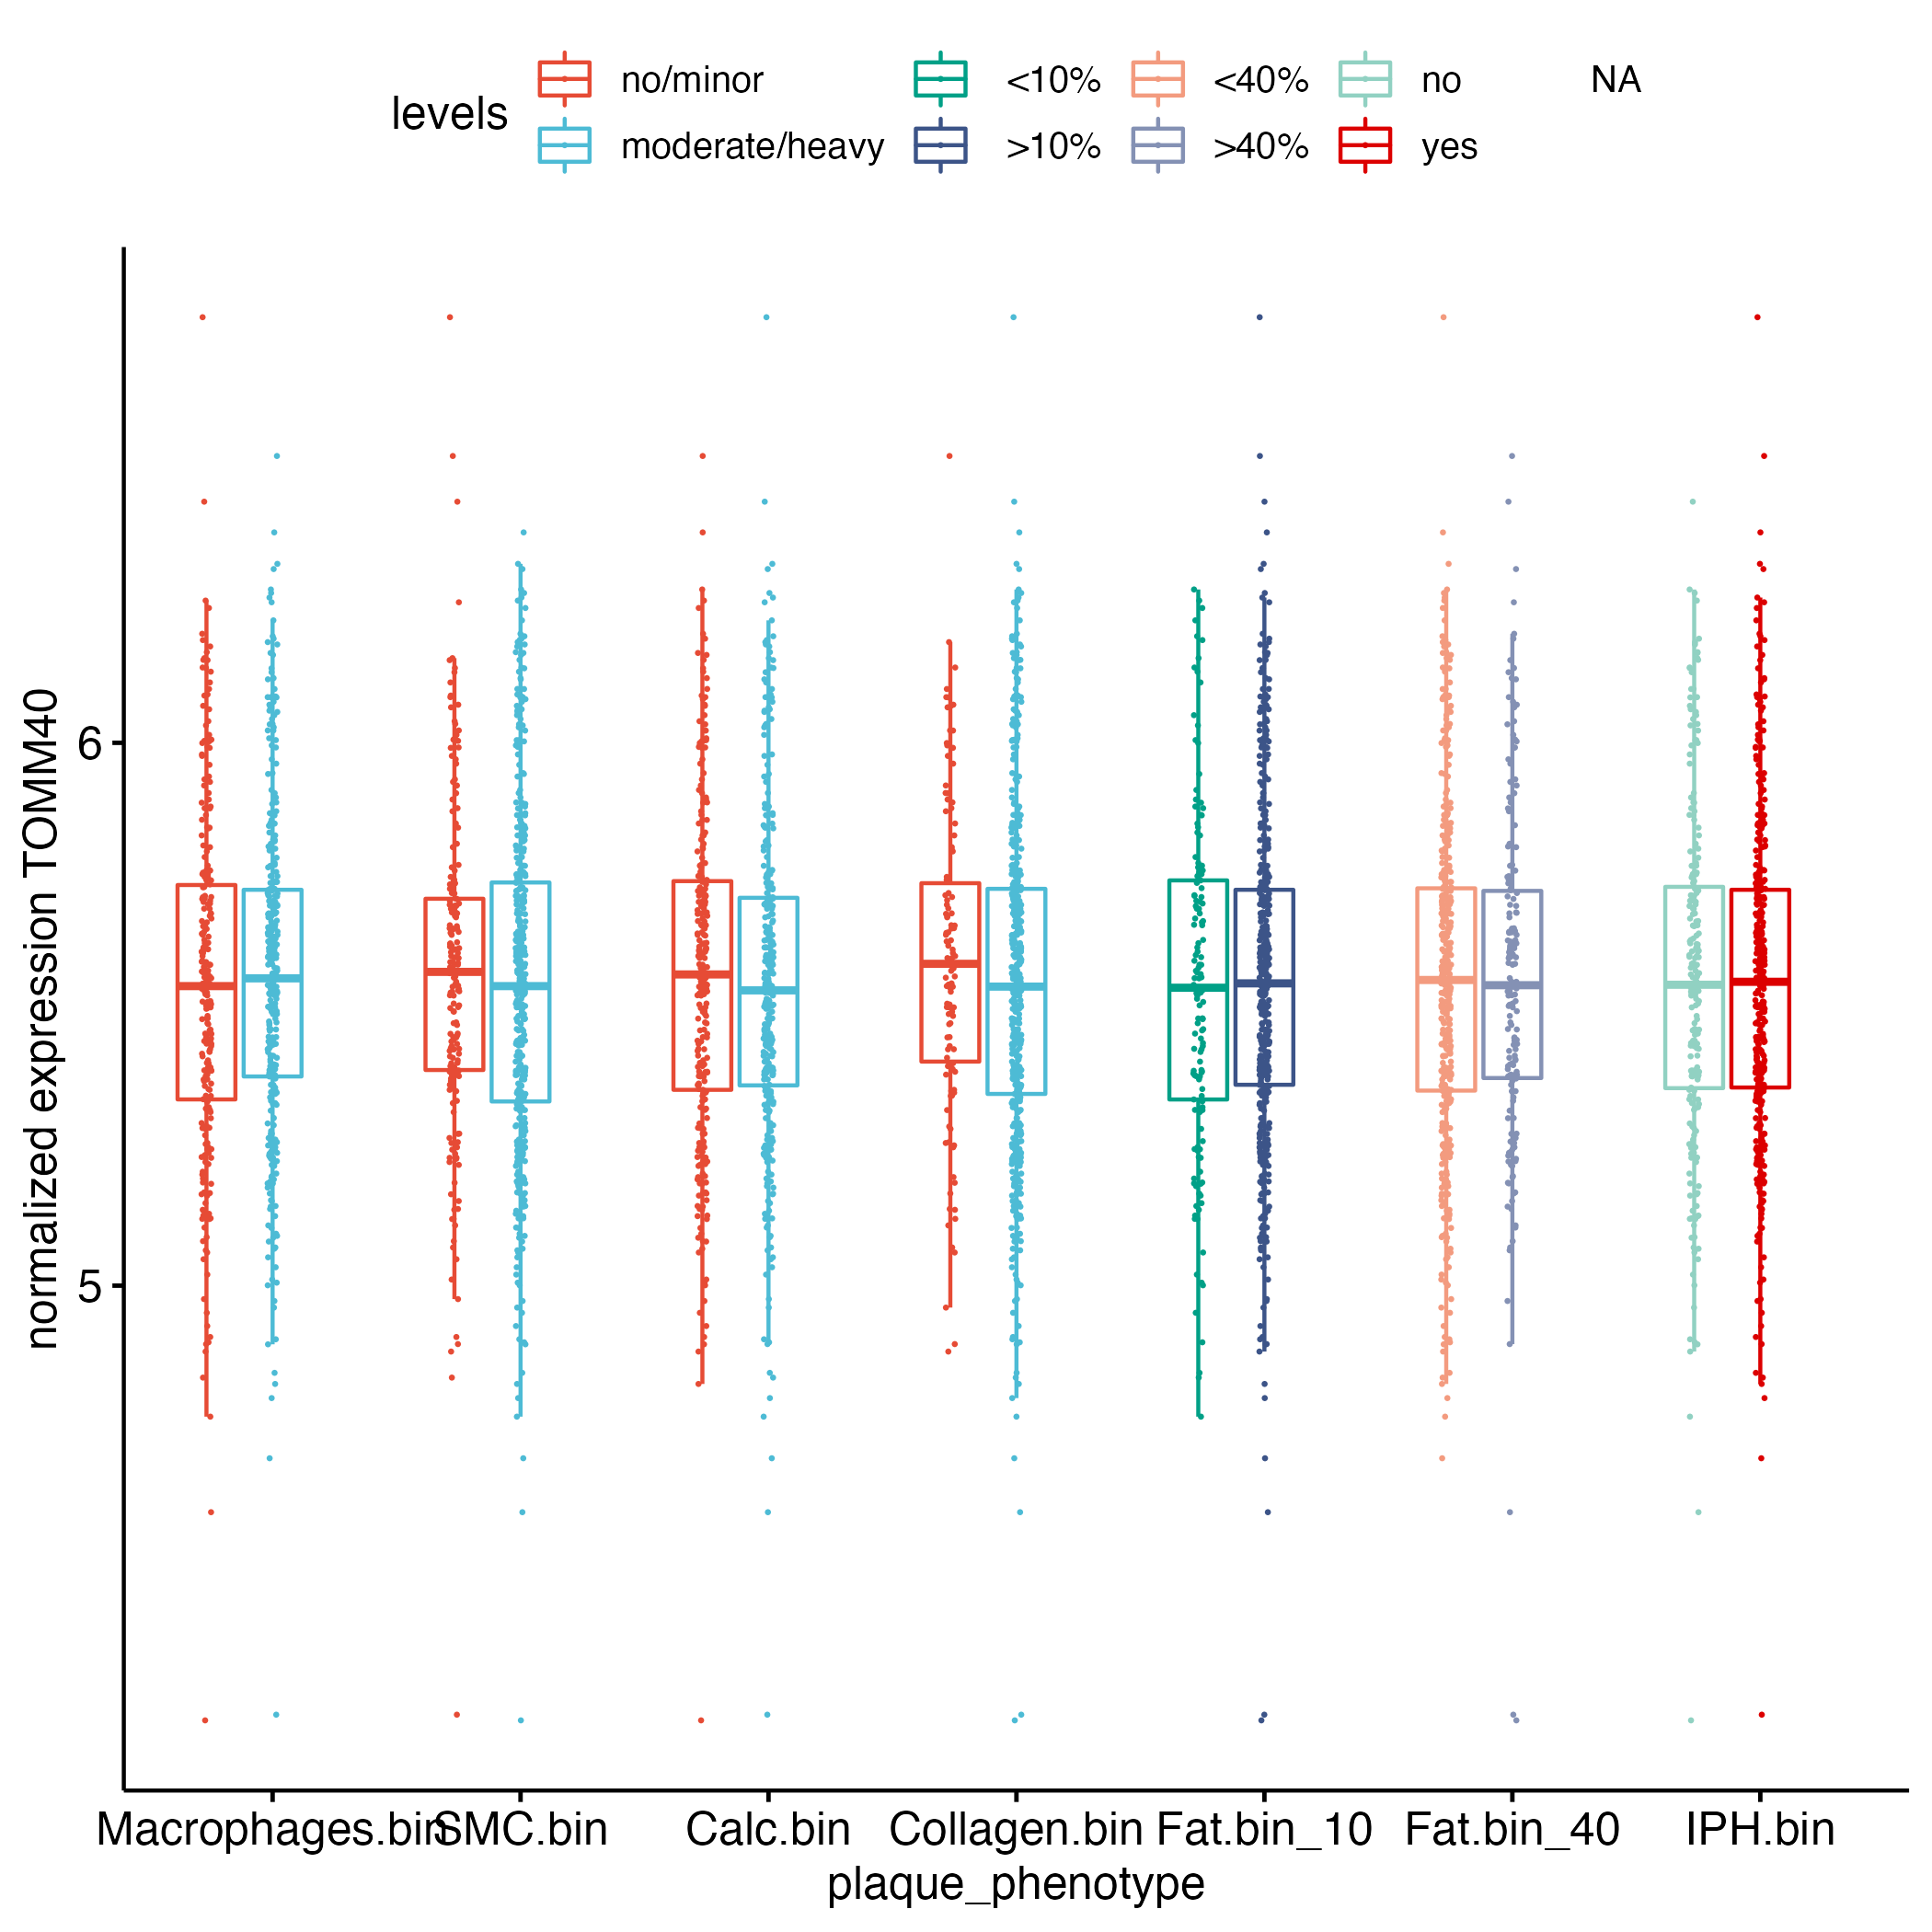 levels
no/minor <10% <40% no NA
moderate/heavy >10% >40% yes
normalized expression TOMM40
6
5
Macrophages.bin SMC.bin Calc.bin Collagen.bin Fat.bin_10 Fat.bin_40 IPH.bin
plaque_phenotype